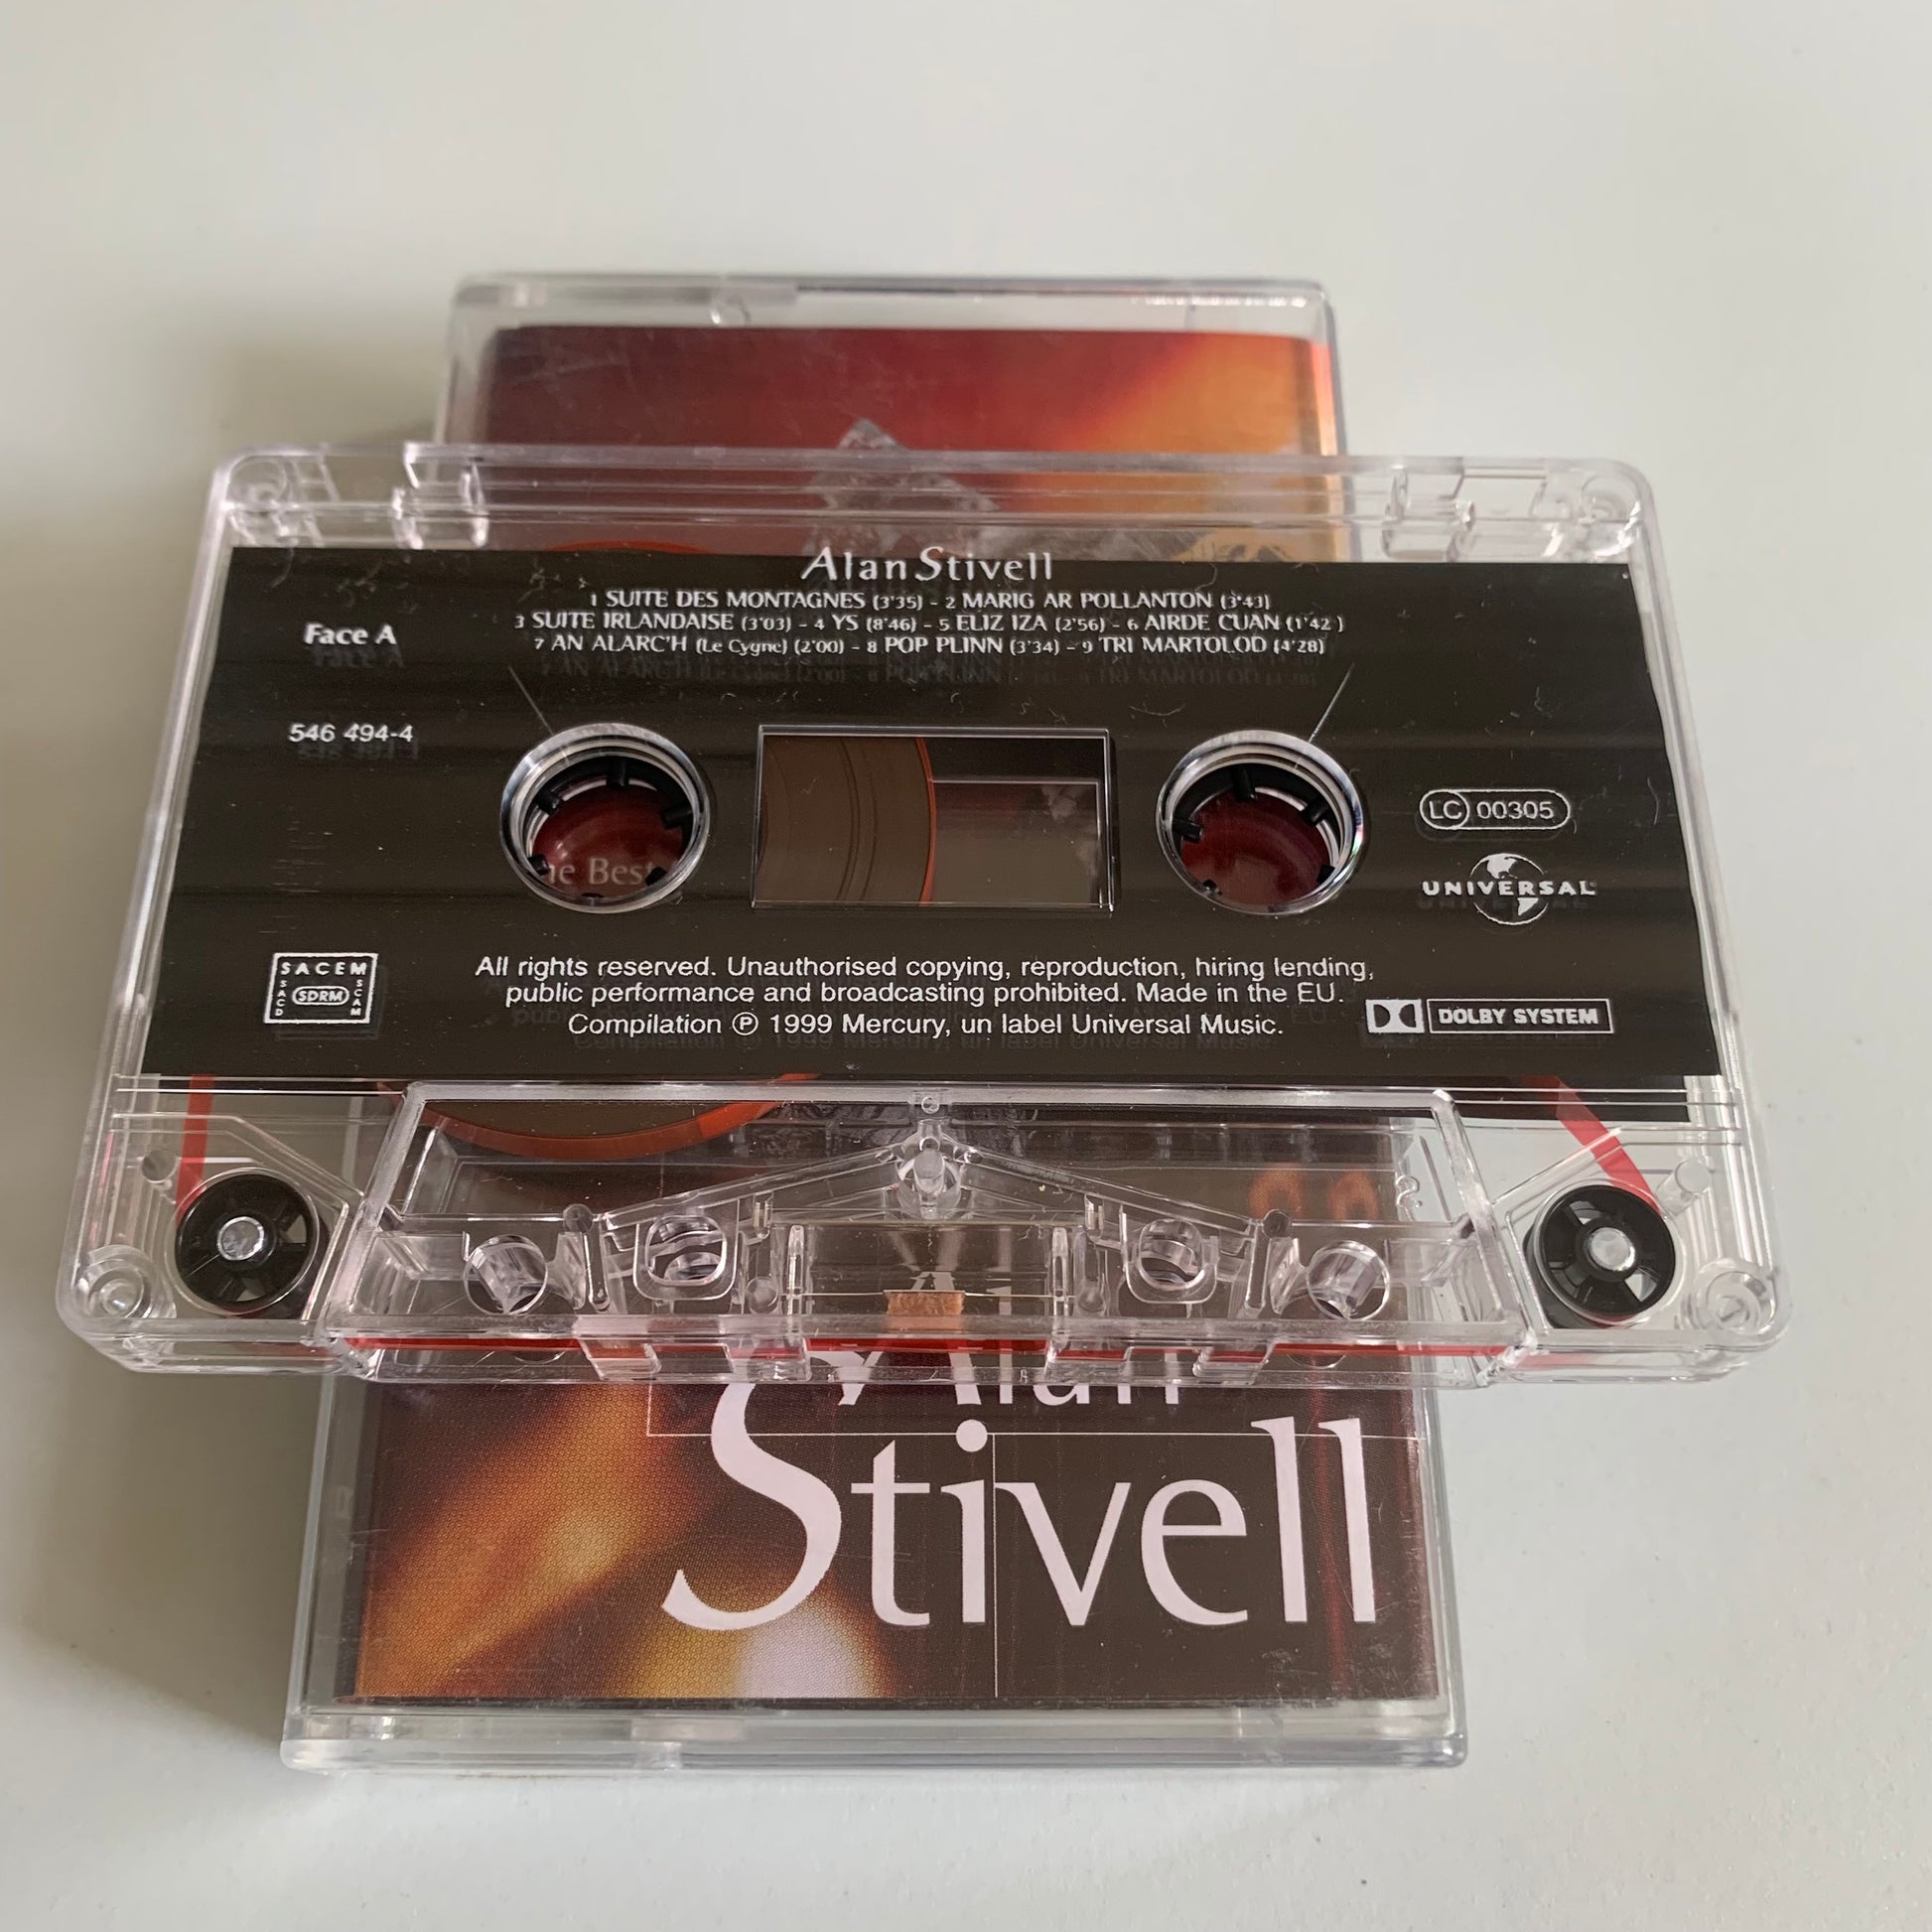 Alan Stivell
1 SUITE DES MONTAGNES (3'35) - 2 MARIG AR POLLANTON (3'43)
3 SUITE IRLANDAISE (3'03) - 4 YS (8'46) - 5 ELIZ IZA (2'56) - 6 AIRDE CUAN (1'42 )
7 AN ALARC'H (Le Cygne) (2'00) - 8 POP PLINN (3'34) - 9 TRI MARTOLOD (4'28)
Face A
546 494-4
LC 00305
Best
UNIVERSAL
SACEM
SACD
SDRM
SCAM
All rights reserved. Unauthorised copying, reproduction, hiring lending,
public performance and broadcasting prohibited. Made in the EU.
Compilation ℗ 1999 Mercury, un label Universal Music.
DOLBY SYSTEM
Alan
Stivell